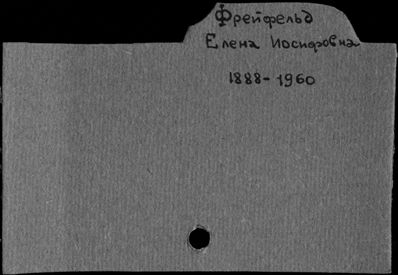 Фрейфельд
Елена Иосифовна
1888-1960